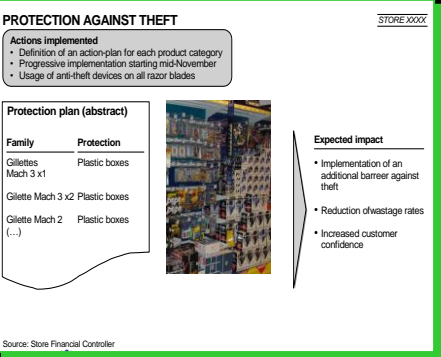 PROTECTION AGAINST THEFT
STORE XXXX
Actions implemented
• Definition of an action-plan for each product category
• Progressive implementation starting mid-November
• Usage of anti-theft devices on all razor blades
Protection plan (abstract)
Family Protection
Gillettes Plastic boxes
Mach 3 x1
Gilette Mach 3 x2 Plastic boxes
Gilette Mach 2 Plastic boxes
(…)
Expected impact
• Implementation of an
additional barreer against
theft
• Reduction ofwastage rates
• Increased customer
confidence
Source: Store Financial Controller